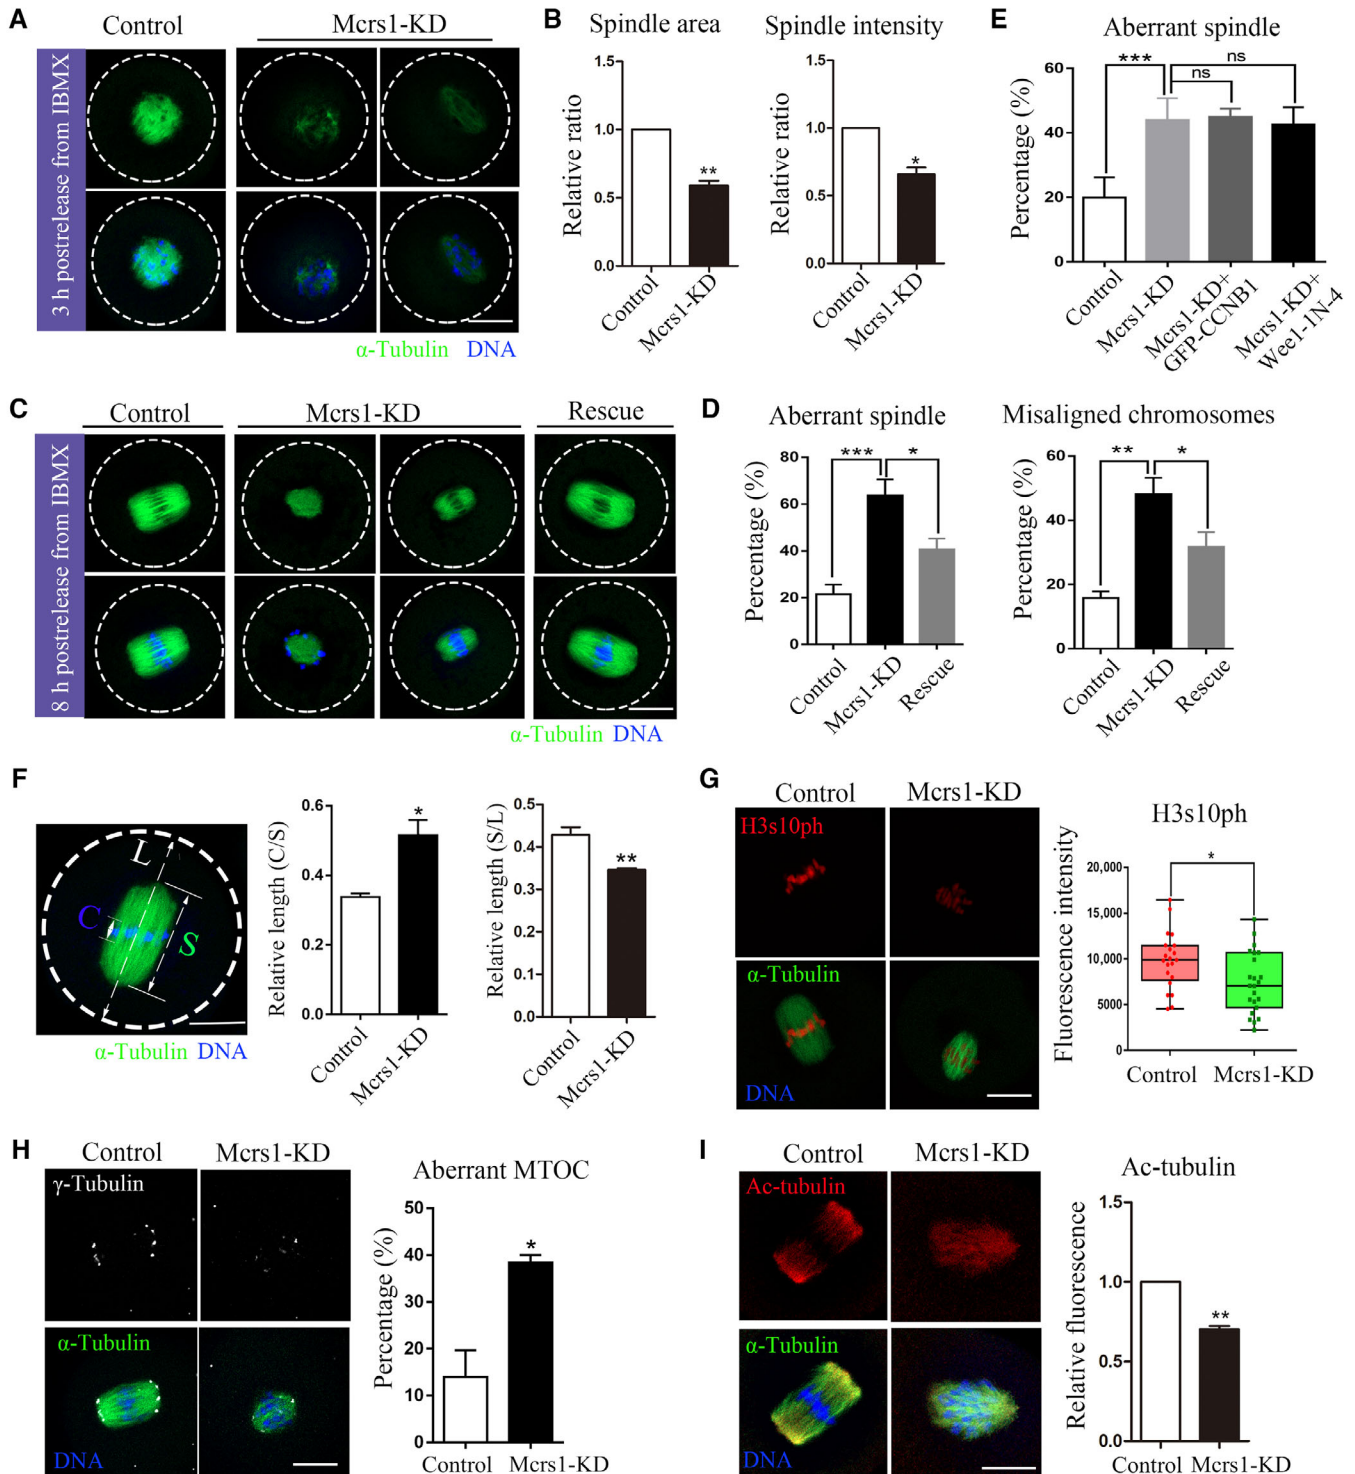 A
Control
Mcrs1-KD
3 h postrelease from IBMX
α-Tubulin DNA
B
Spindle area
Relative ratio
1.5
1.0
0.5
0.0
**
Control
Mcrs1-KD
Spindle intensity
Relative ratio
1.5
1.0
0.5
0.0
*
Control
Mcrs1-KD
E
Aberrant spindle
Percentage (%)
60
40
20
0
***
ns
ns
Control
Mcrs1-KD
Mcrs1-KD+
GFP-CCNB1
Mcrs1-KD+
Wee1-1N-4
C
Control
Mcrs1-KD
Rescue
8 h postrelease from IBMX
α-Tubulin DNA
D
Aberrant spindle
Percentage (%)
80
60
40
20
0
***
*
Control
Mcrs1-KD
Rescue
Misaligned chromosomes
Percentage (%)
60
40
20
0
**
*
Control
Mcrs1-KD
Rescue
F
L
C
S
α-Tubulin DNA
Relative length (C/S)
0.6
0.4
0.2
0.0
*
Control
Mcrs1-KD
Relative length (S/L)
0.5
0.4
0.3
0.2
0.1
0.0
**
Control
Mcrs1-KD
G
Control
Mcrs1-KD
H3s10ph
α-Tubulin
DNA
H3s10ph
Fluorescence intensity
20,000
15,000
10,000
5000
0
*
Control
Mcrs1-KD
H
Control
Mcrs1-KD
γ-Tubulin
α-Tubulin
DNA
Aberrant MTOC
Percentage (%)
50
40
30
20
10
0
*
Control
Mcrs1-KD
I
Control
Mcrs1-KD
Ac-tubulin
α-Tubulin
DNA
Ac-tubulin
Relative fluorescence
1.5
1.0
0.5
0.0
**
Control
Mcrs1-KD